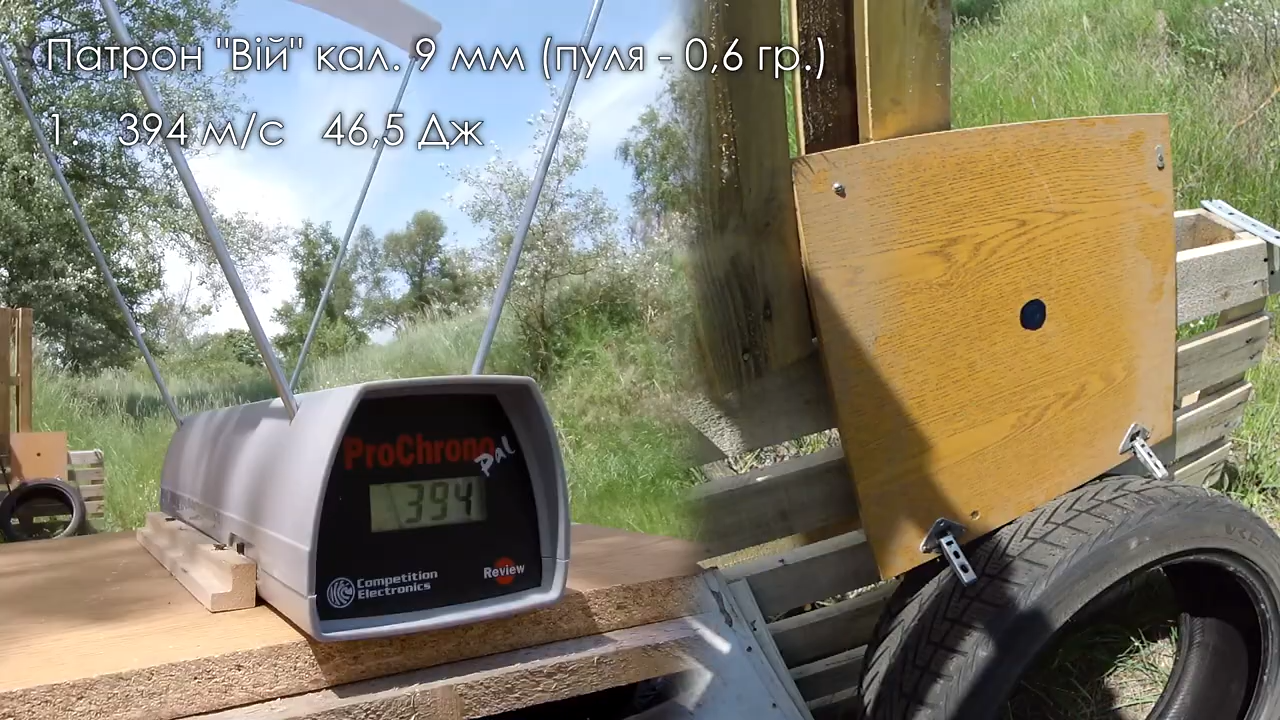 Патрон "Вій" кал. 9 мм (пуля - 0,6 гр.)
1. 394 м/с 46,5 Дж
ProChrono
Pal
394
Review
Competition
Electronics